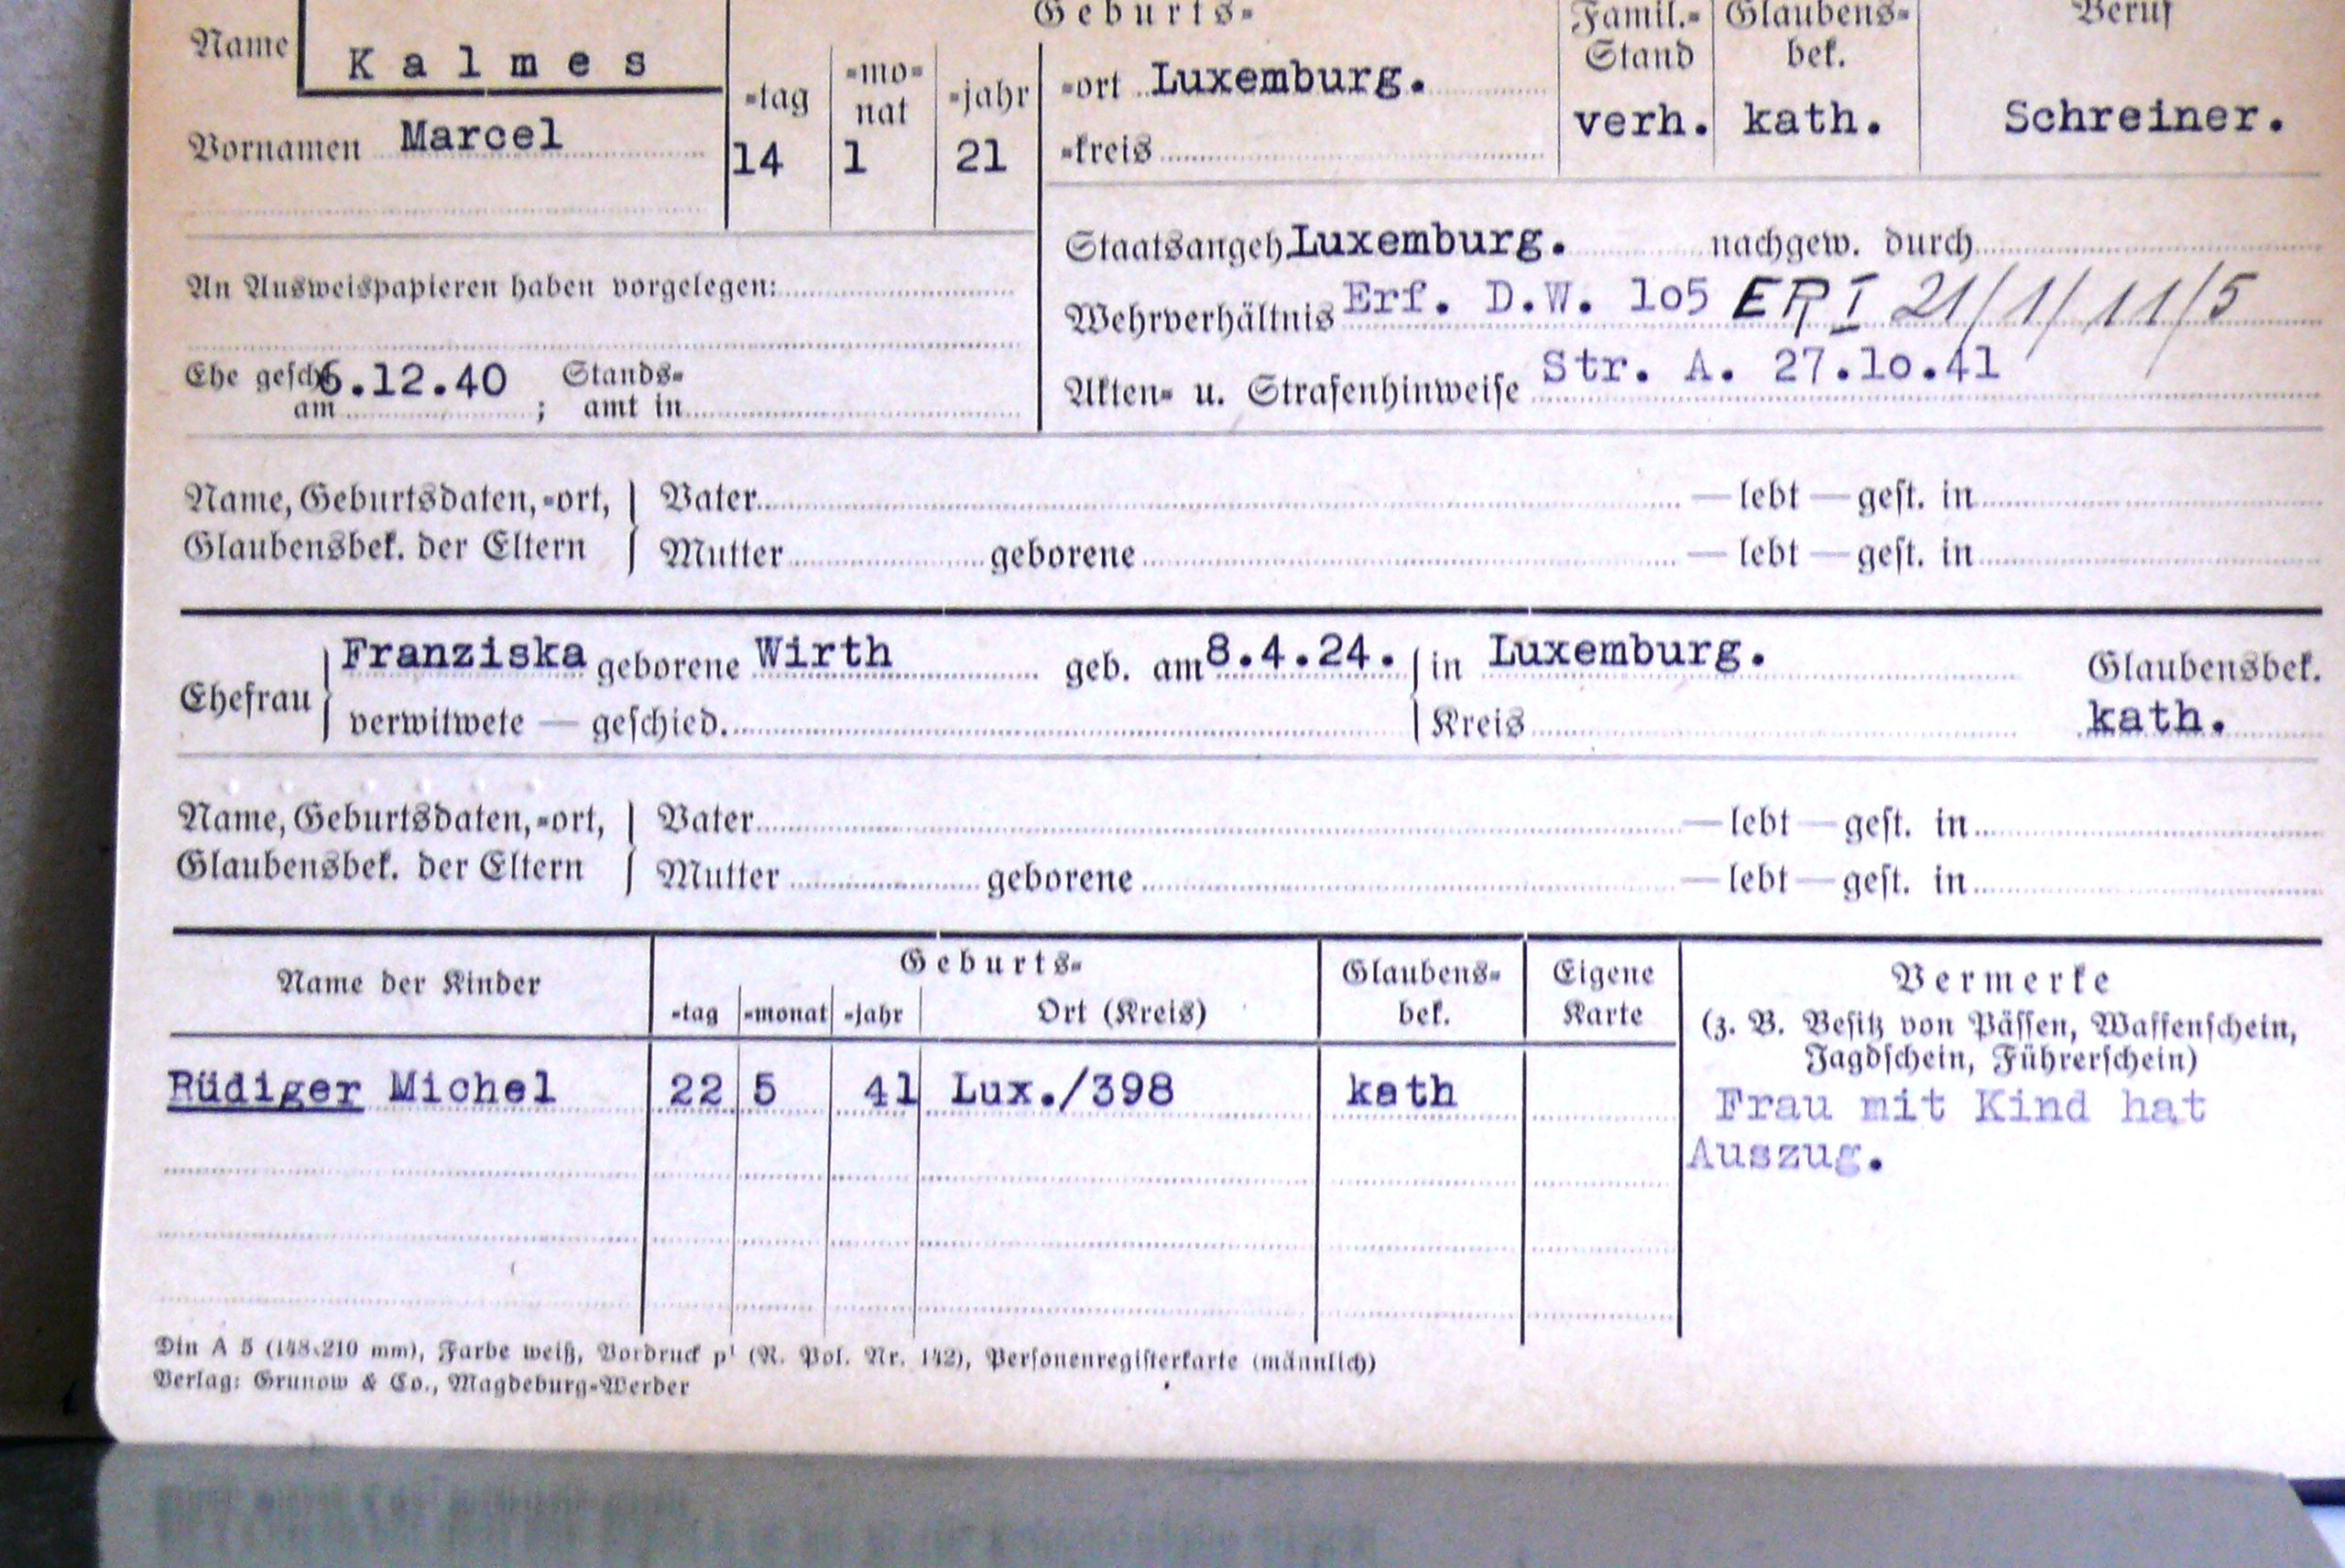 Name K a l m e s
Vornamen Marcel
Geburts-
-tag -monat -jahr
14 1 21
-ort Luxemburg.
-kreis
Famil.-Stand
verh.
Glaubens-bek.
kath.
Beruf
Schreiner.
An Ausweispapieren haben vorgelegen:
Ehe gesch. 6.12.40 Stands-
am ; amt in
Staatsangeh. Luxemburg. nachgew. durch
Wehrverhältnis Erf. D.W. 1o5 ER I 21/1/11/5
Akten- u. Strafenhinweise Str. A. 27.1o.41
Name, Geburtsdaten, -ort, Vater — lebt — gest. in
Glaubensbek. der Eltern Mutter geborene — lebt — gest. in
Ehefrau Franziska geborene Wirth geb. am 8.4.24. in Luxemburg. Glaubensbek.
verwitwete — geschied. Kreis kath.
Name, Geburtsdaten, -ort, Vater — lebt — gest. in
Glaubensbek. der Eltern Mutter geborene — lebt — gest. in
Name der Kinder Geburts- Glaubens- Eigene Vermerke
-tag -monat -jahr Ort (Kreis) bek. Karte (z. B. Besitz von Pässen, Waffenschein,
Jagdschein, Führerschein)
Rüdiger Michel 22 5 41 Lux./398 kath Frau mit Kind hat
Auszug.
Din A 5 (148x210 mm), Farbe weiß, Vordruck p¹ (R. Pol. Nr. 142), Personenregisterkarte (männlich)
Verlag: Grunow & Co., Magdeburg-Werder